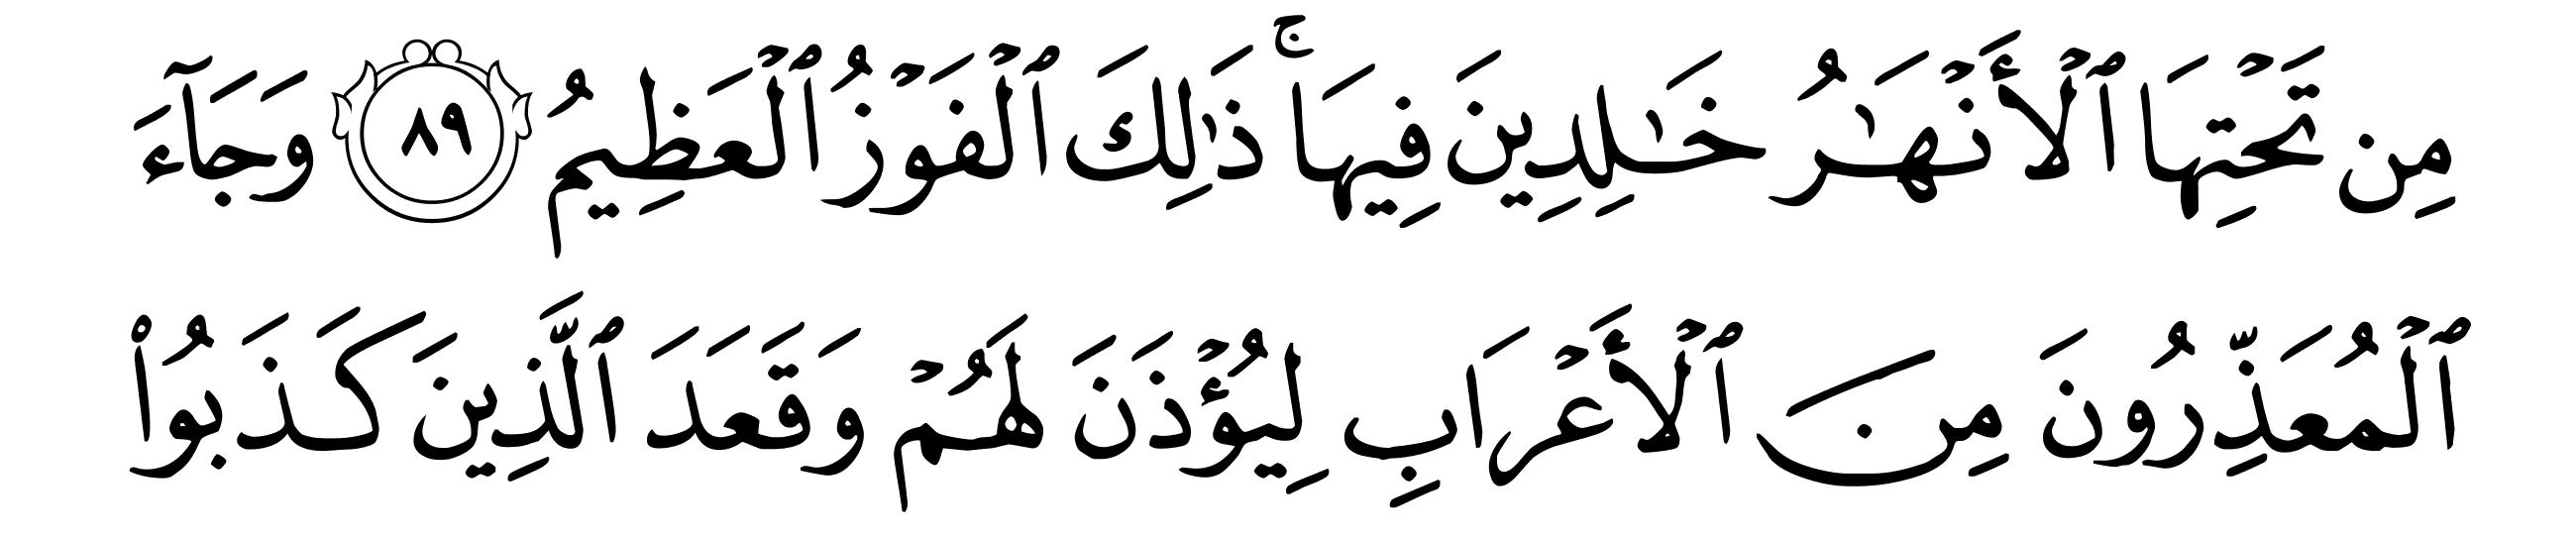 مِن تَحْتِهَا ٱلْأَنْهَـٰرُ خَـٰلِدِينَ فِيهَا ۚ ذَٰلِكَ ٱلْفَوْزُ ٱلْعَظِيمُ ٨٩ وَجَآءَ
ٱلْمُعَذِّرُونَ مِنَ ٱلْأَعْرَابِ لِيُؤْذَنَ لَهُمْ وَقَعَدَ ٱلَّذِينَ كَذَبُوا۟